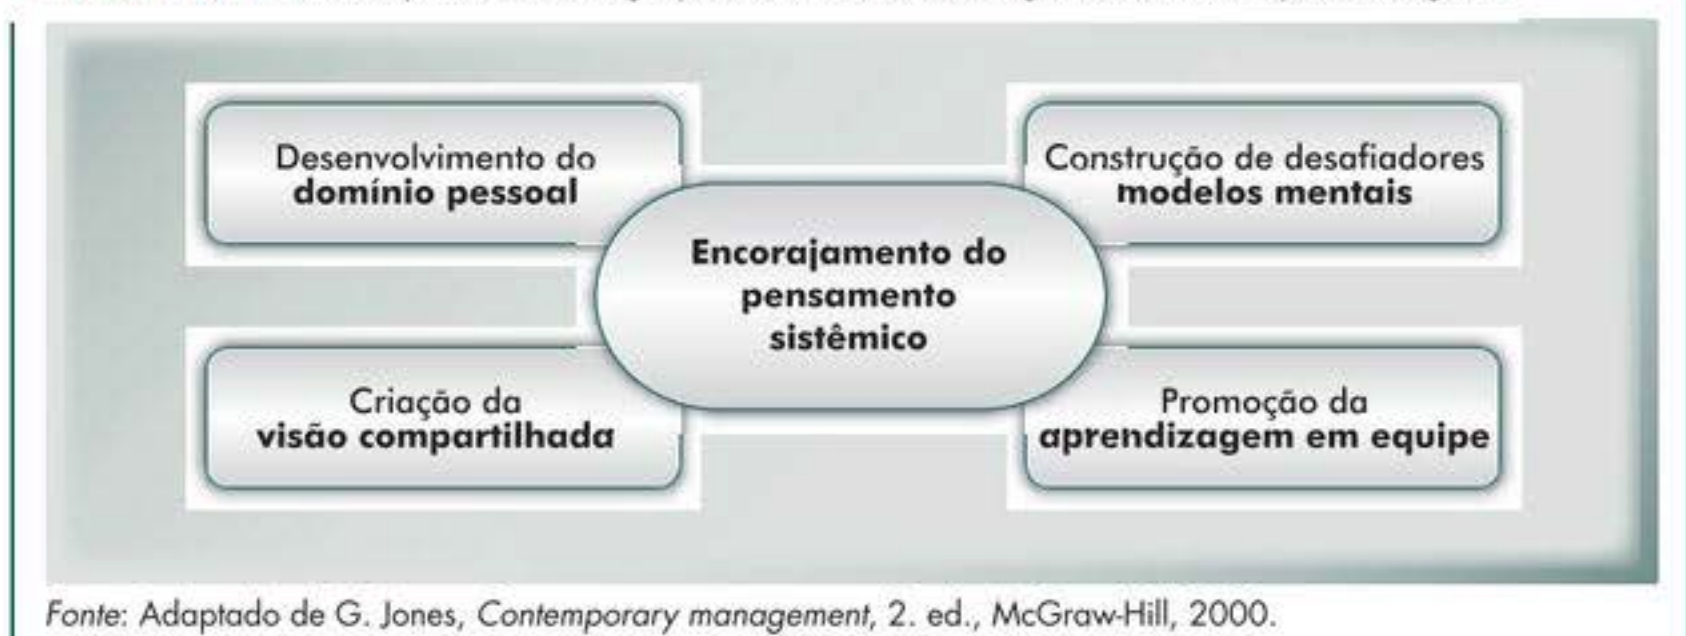 Desenvolvimento do
domínio pessoal
Construção de desafiadores
modelos mentais
Encorajamento do
pensamento
sistêmico
Criação da
visão compartilhada
Promoção da
aprendizagem em equipe
Fonte: Adaptado de G. Jones, Contemporary management, 2. ed., McGraw-Hill, 2000.